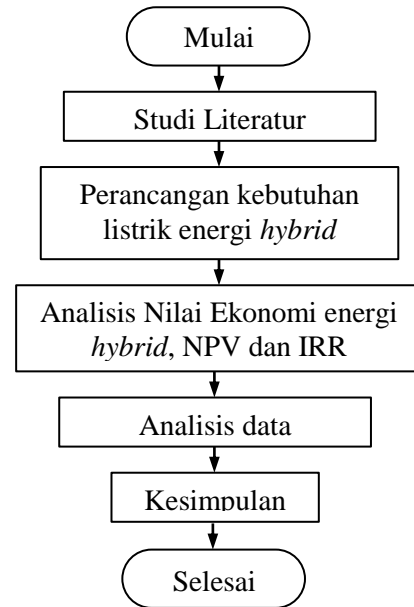 Mulai
Studi Literatur
Perancangan kebutuhan
listrik energi hybrid
Analisis Nilai Ekonomi energi
hybrid, NPV dan IRR
Analisis data
Kesimpulan
Selesai